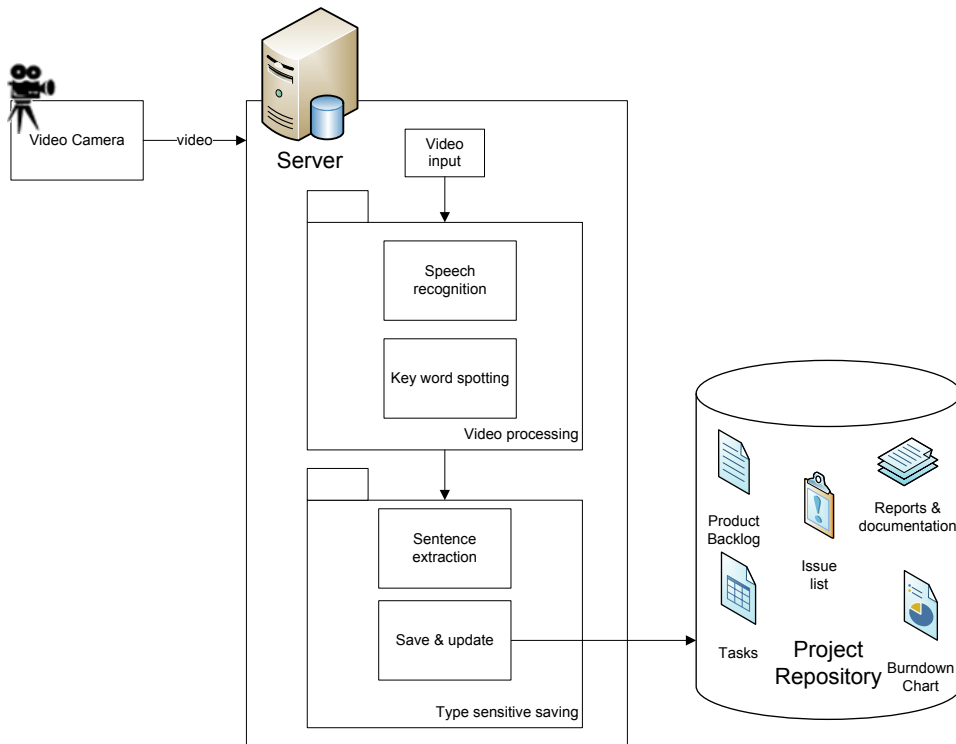 Video Camera
video
Server
Video
input
Speech
recognition
Key word spotting
Video processing
Sentence
extraction
Save & update
Type sensitive saving
Product
Backlog
Issue
list
Reports &
documentation
Tasks
Burndown
Chart
Project
Repository